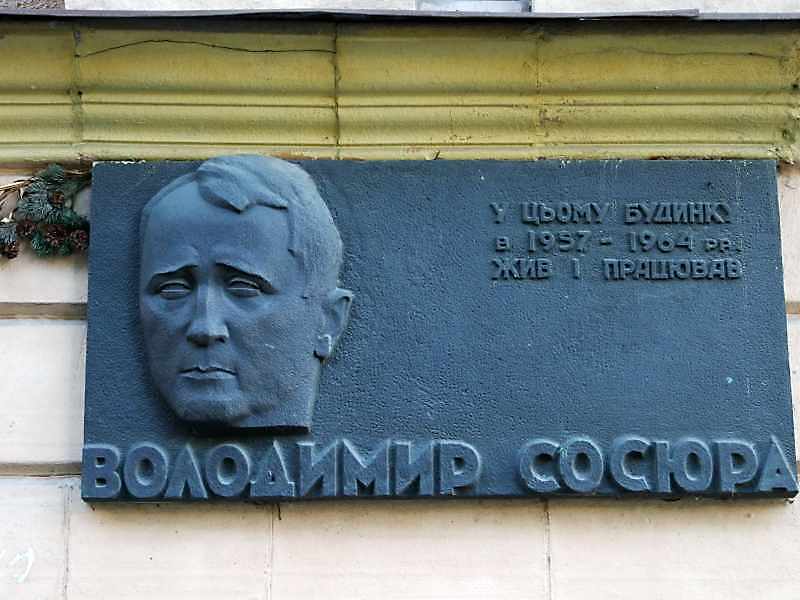 У ЦЬОМУ БУДИНКУ
В 1957 - 1964 РР.
ЖИВ І ПРАЦЮВАВ
ВОЛОДИМИР СОСЮРА